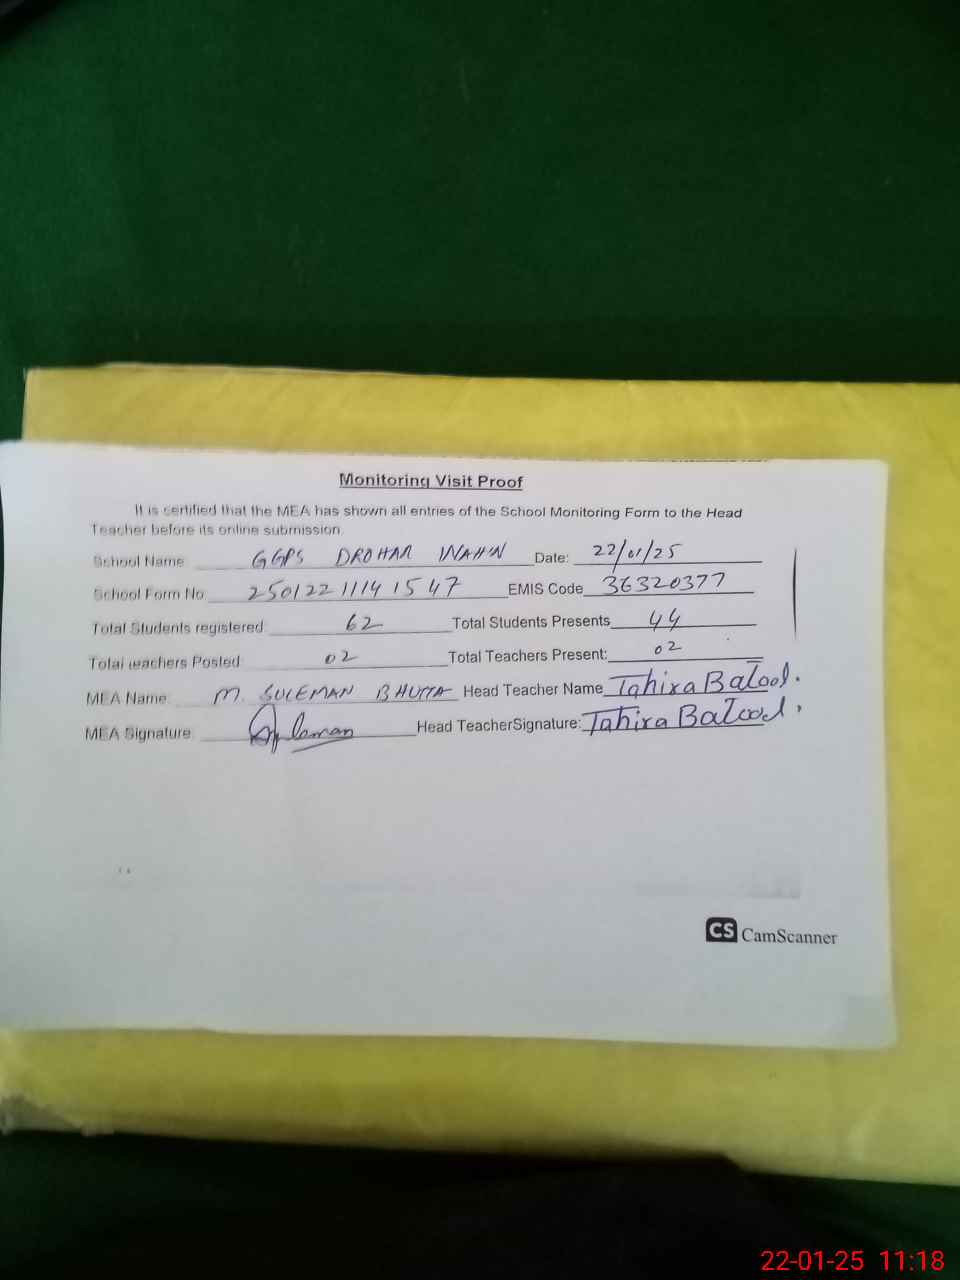 Monitoring Visit Proof
It is certified that the MEA has shown all entries of the School Monitoring Form to the Head
Teacher before its online submission.
School Name: GGPS DROHAR WAHN Date: 22/01/25
School Form No 25012211141547 EMIS Code 36320377
Total Students registered: 62 Total Students Presents 44
Total teachers Posted: 02 Total Teachers Present: 02
MEA Name: M. SULEMAN BHUTTA Head Teacher Name Tahira Batool.
MEA Signature: Suleman Head TeacherSignature: Tahira Batool.
CS CamScanner
22-01-25 11:18